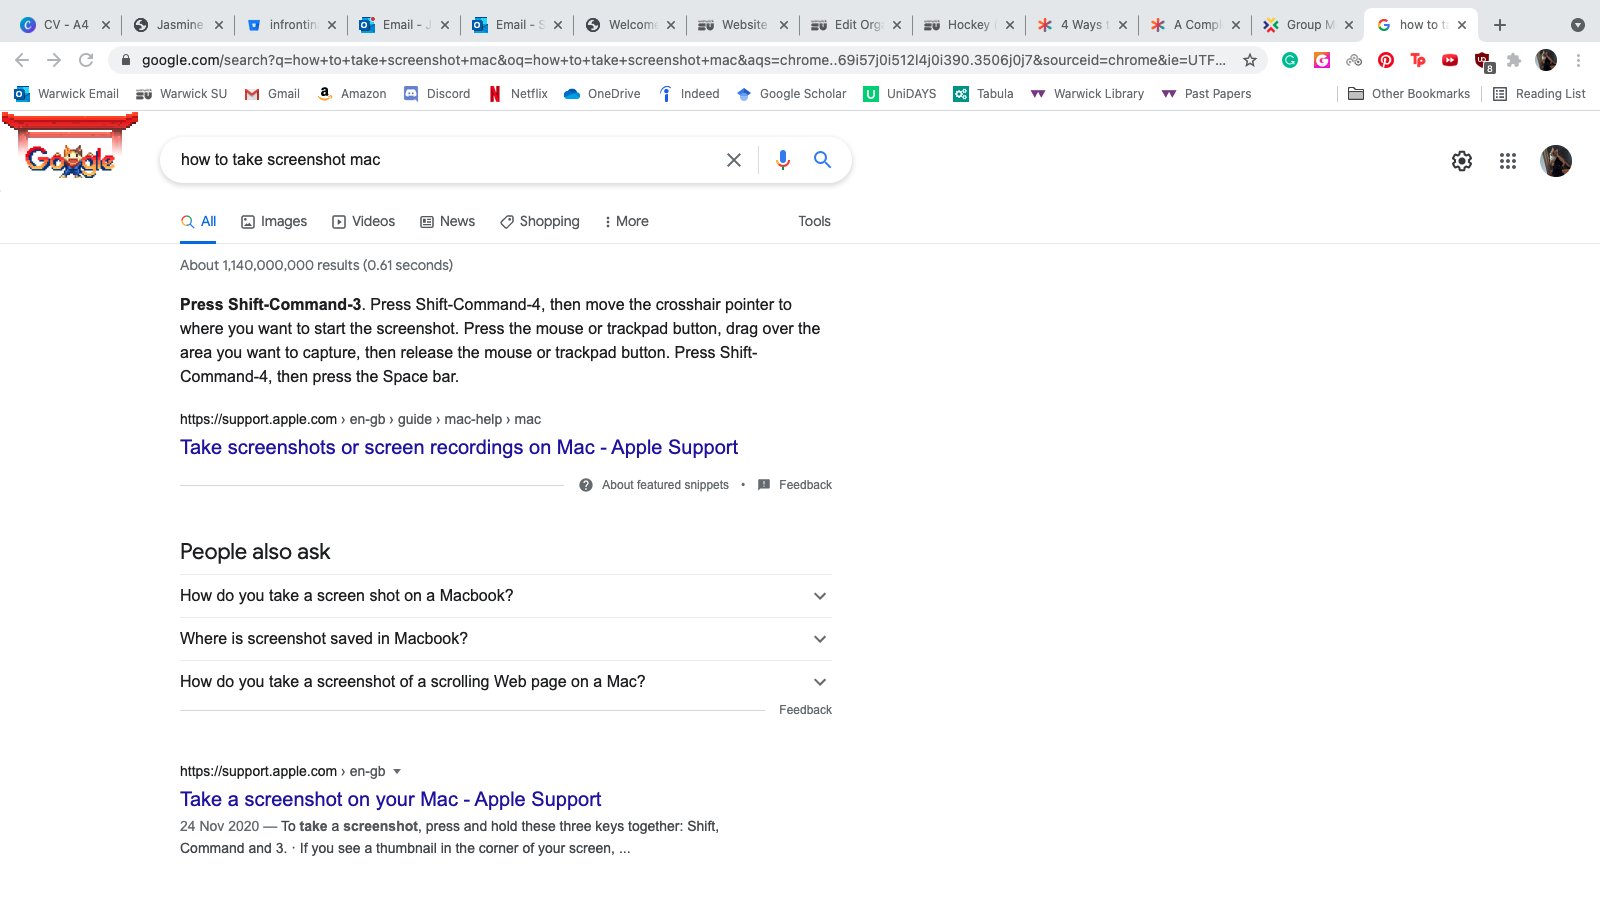 CV - A4
Jasmine
infrontin
Email - J
Email - S
Welcome
Website
Edit Org
Hockey
4 Ways
A Compl
Group M
how to ta
google.com/search?q=how+to+take+screenshot+mac&oq=how+to+take+screenshot+mac&aqs=chrome..69i57j0i512l4j0i390.3506j0j7&sourceid=chrome&ie=UTF...
8
Warwick Email
Warwick SU
Gmail
Amazon
Discord
Netflix
OneDrive
Indeed
Google Scholar
UniDAYS
Tabula
Warwick Library
Past Papers
Other Bookmarks
Reading List
Google
how to take screenshot mac
All
Images
Videos
News
Shopping
More
Tools
About 1,140,000,000 results (0.61 seconds)
Press Shift-Command-3. Press Shift-Command-4, then move the crosshair pointer to
where you want to start the screenshot. Press the mouse or trackpad button, drag over the
area you want to capture, then release the mouse or trackpad button. Press Shift-
Command-4, then press the Space bar.
https://support.apple.com › en-gb › guide › mac-help › mac
Take screenshots or screen recordings on Mac - Apple Support
About featured snippets • Feedback
People also ask
How do you take a screen shot on a Macbook?
Where is screenshot saved in Macbook?
How do you take a screenshot of a scrolling Web page on a Mac?
Feedback
https://support.apple.com › en-gb
Take a screenshot on your Mac - Apple Support
24 Nov 2020 — To take a screenshot, press and hold these three keys together: Shift,
Command and 3. · If you see a thumbnail in the corner of your screen, ...